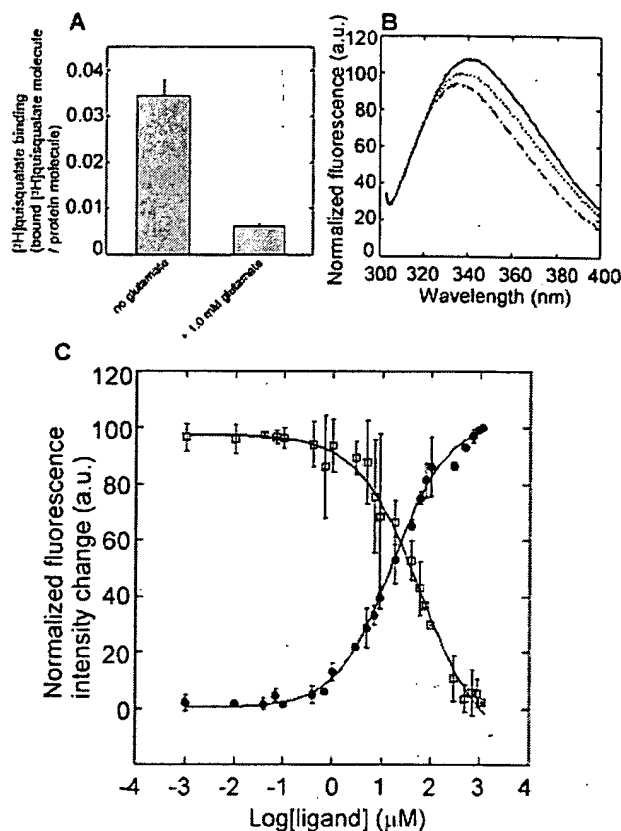 A
[³H]quisqualate binding
(bound [³H]quisqualate molecule
/ protein molecule)
0.04
0.03
0.02
0.01
0
no glutamate
+ 1.0 mM glutamate
B
Normalized fluorescence (a.u.)
120
100
80
60
40
20
0
300 320 340 360 380 400
Wavelength (nm)
C
Normalized fluorescence
intensity change (a.u.)
120
100
80
60
40
20
0
-4 -3 -2 -1 0 1 2 3 4
Log[ligand] (μM)